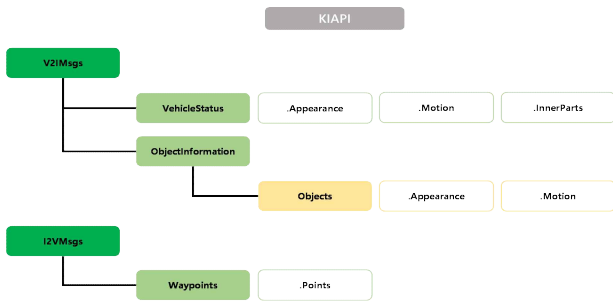 KIAPI
V2IMsgs
VehicleStatus .Appearance .Motion .InnerParts
ObjectInformation
Objects .Appearance .Motion
I2VMsgs
Waypoints .Points